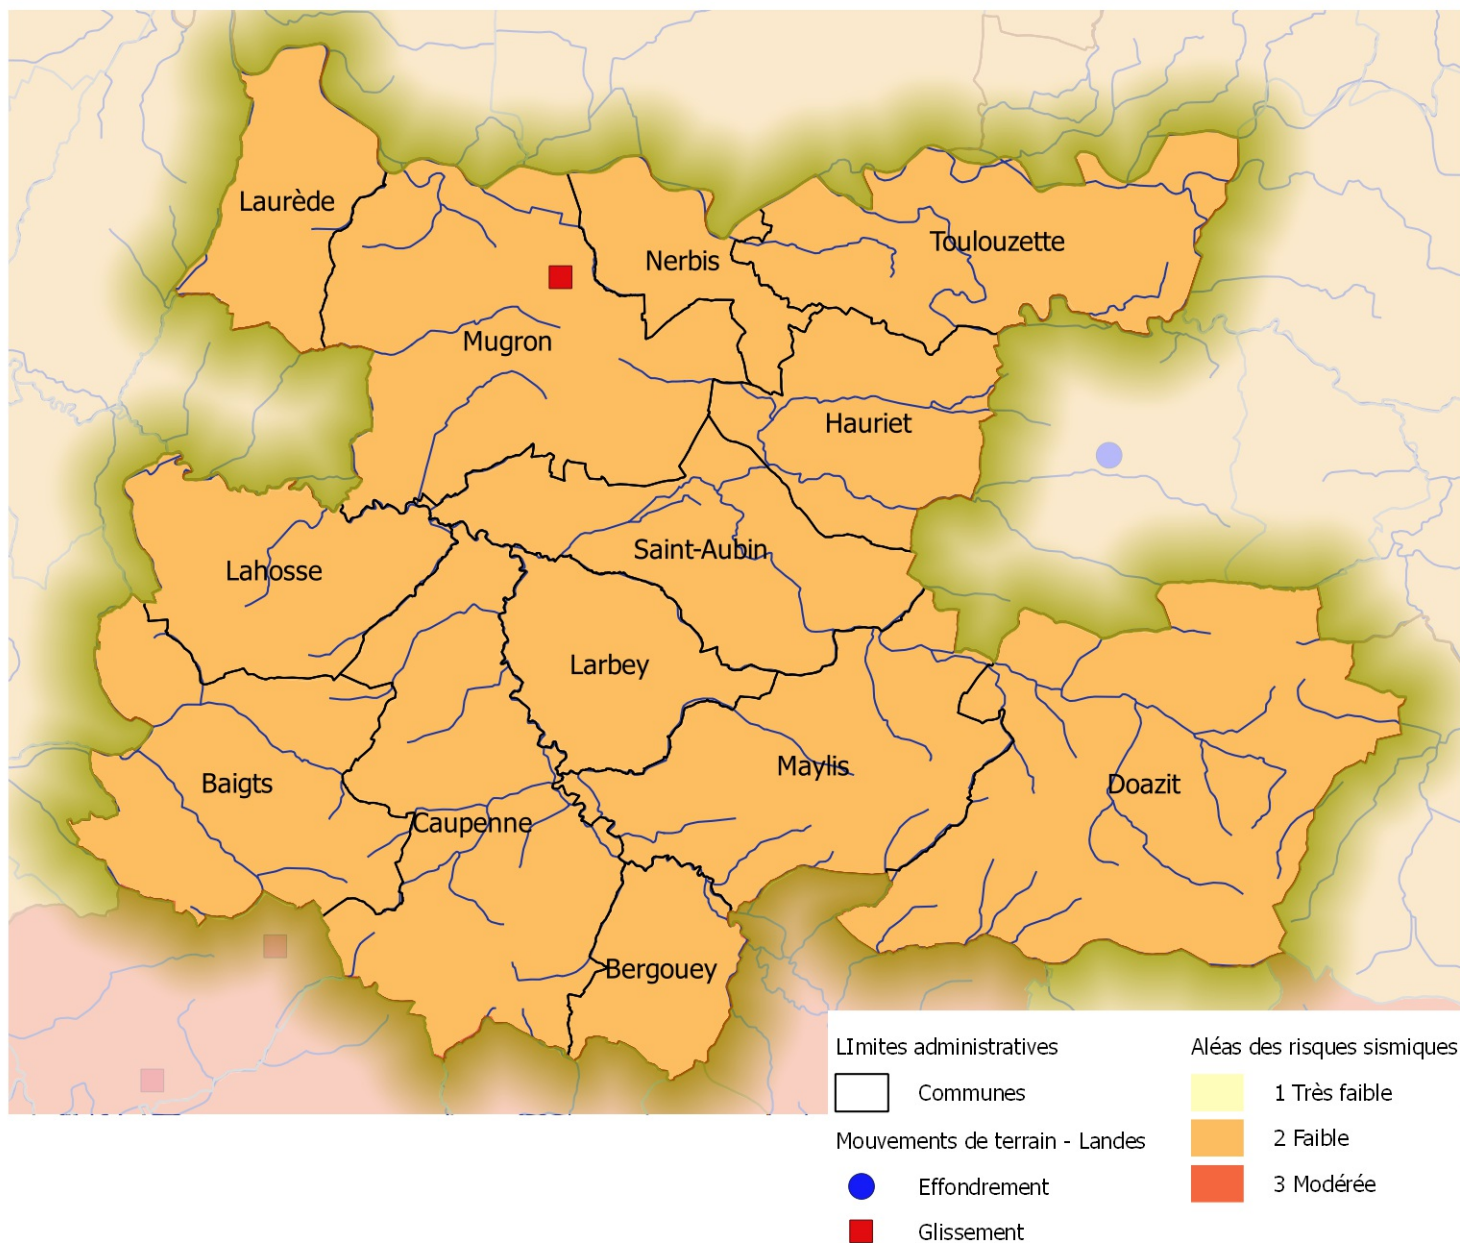 Laurède
Toulouzette
Nerbis
Mugron
Hauriet
Saint-Aubin
Lahosse
Larbey
Maylis
Baigts
Doazit
Caupenne
Bergouey
LImites administratives
Communes
Mouvements de terrain - Landes
Effondrement
Glissement
Aléas des risques sismiques
1 Très faible
2 Faible
3 Modérée